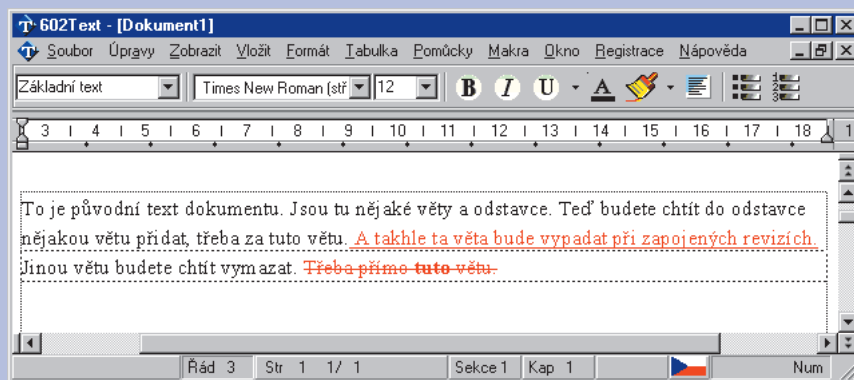 602Text - [Dokument1]
Soubor Úpravy Zobrazit Vložit Formát Tabulka Pomůcky Makra Okno Registrace Nápověda
Základní text Times New Roman (stř 12 B I U A
3 4 5 6 7 8 9 10 11 12 13 14 15 16 17 18 1
To je původní text dokumentu. Jsou tu nějaké věty a odstavce. Teď budete chtít do odstavce
nějakou větu přidat, třeba za tuto větu. A takhle ta věta bude vypadat při zapojených revizích.
Jinou větu budete chtít vymazat. Třeba přímo tuto větu.
Řád 3 Str 1 1/ 1 Sekce 1 Kap 1 Num